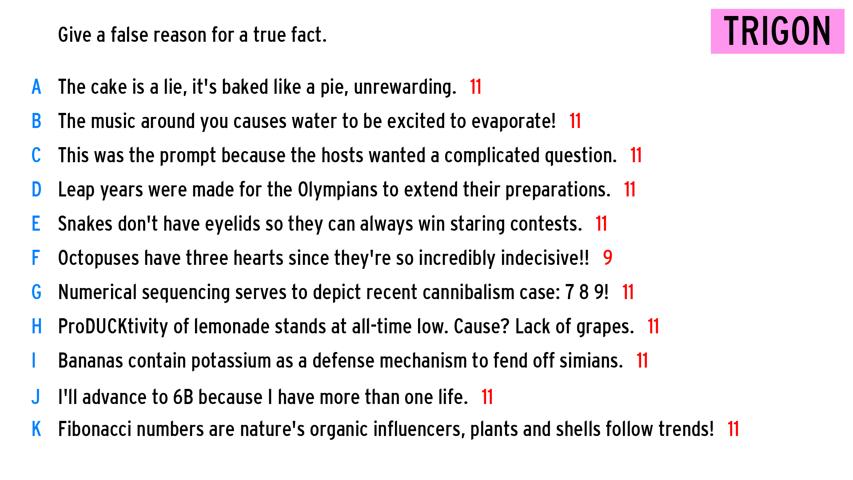 Give a false reason for a true fact.
TRIGON
A The cake is a lie, it's baked like a pie, unrewarding. 11
B The music around you causes water to be excited to evaporate! 11
C This was the prompt because the hosts wanted a complicated question. 11
D Leap years were made for the Olympians to extend their preparations. 11
E Snakes don't have eyelids so they can always win staring contests. 11
F Octopuses have three hearts since they're so incredibly indecisive!! 9
G Numerical sequencing serves to depict recent cannibalism case: 7 8 9! 11
H ProDUCKtivity of lemonade stands at all-time low. Cause? Lack of grapes. 11
I Bananas contain potassium as a defense mechanism to fend off simians. 11
J I'll advance to 6B because I have more than one life. 11
K Fibonacci numbers are nature's organic influencers, plants and shells follow trends! 11